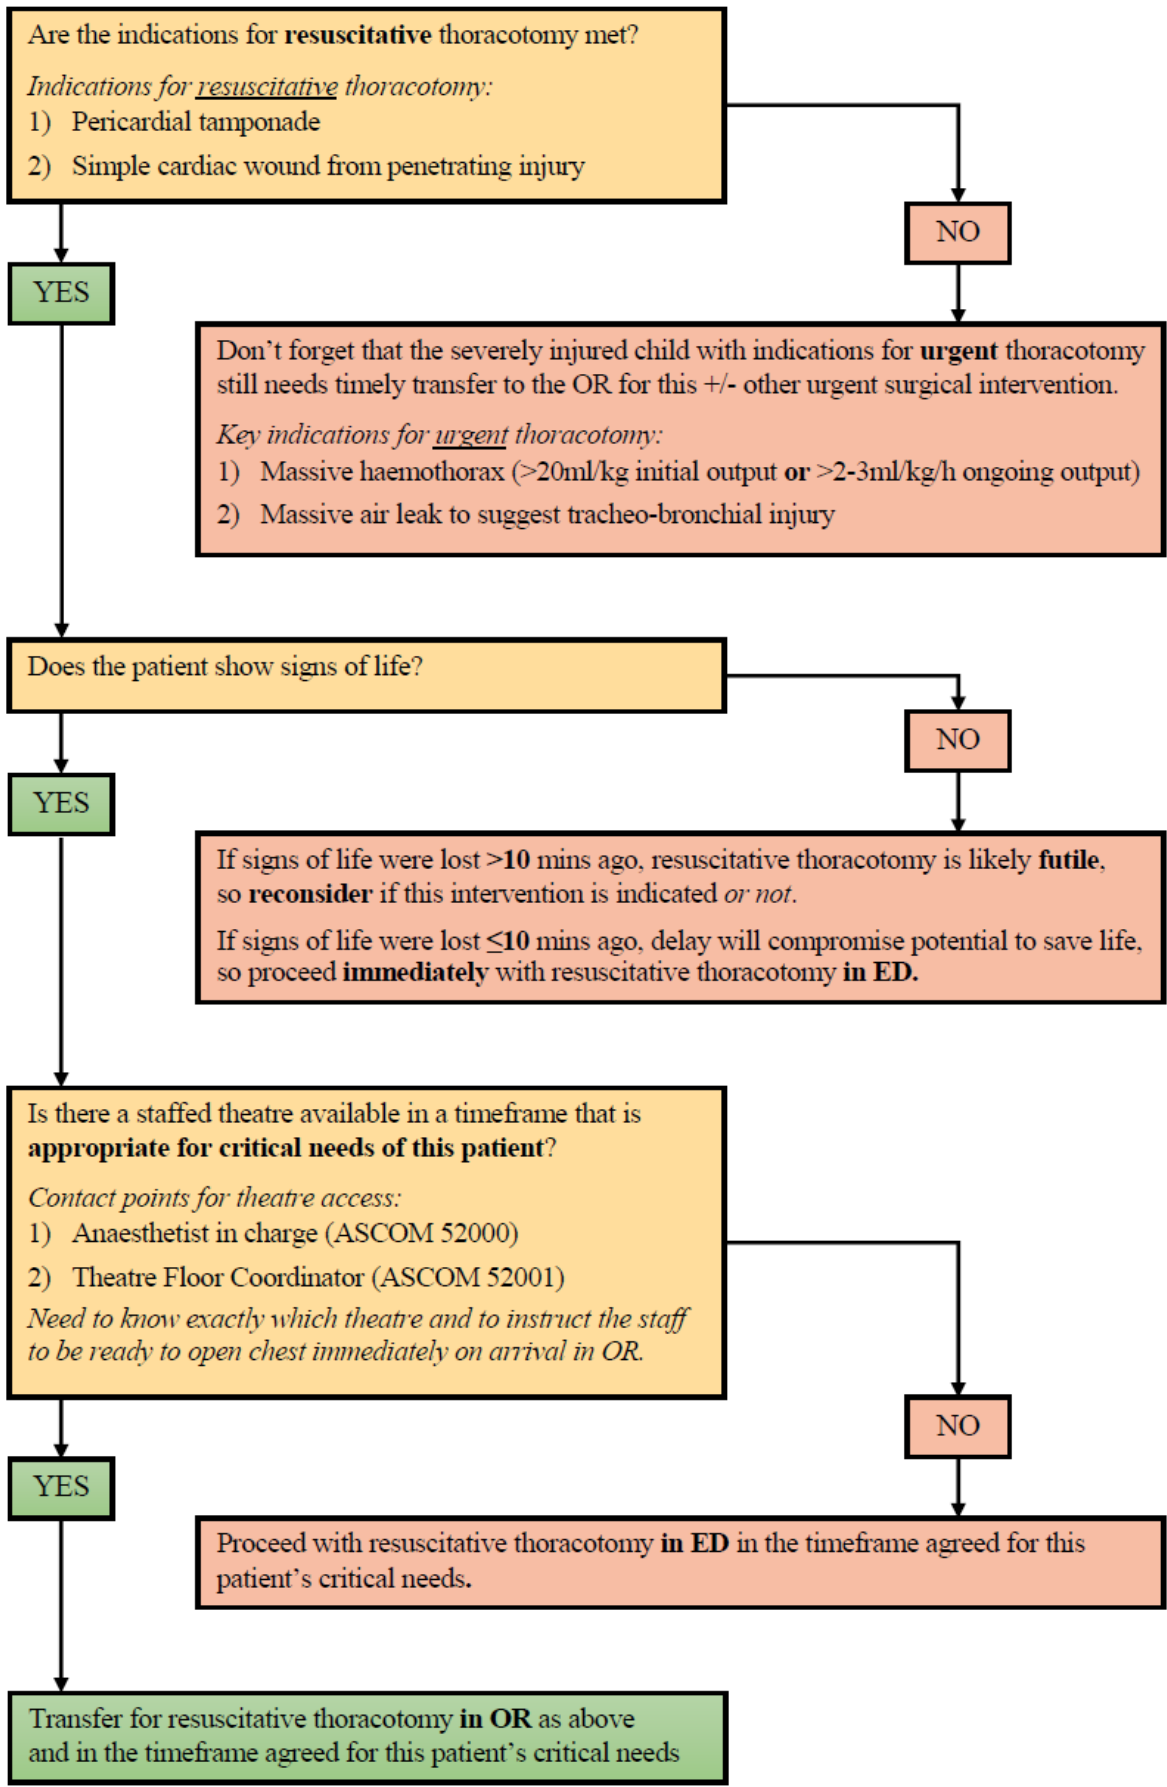 Are the indications for resuscitative thoracotomy met?
Indications for resuscitative thoracotomy:
1) Pericardial tamponade
2) Simple cardiac wound from penetrating injury
NO
YES
Don't forget that the severely injured child with indications for urgent thoracotomy
still needs timely transfer to the OR for this +/- other urgent surgical intervention.
Key indications for urgent thoracotomy:
1) Massive haemothorax (>20ml/kg initial output or >2-3ml/kg/h ongoing output)
2) Massive air leak to suggest tracheo-bronchial injury
Does the patient show signs of life?
NO
YES
If signs of life were lost >10 mins ago, resuscitative thoracotomy is likely futile,
so reconsider if this intervention is indicated or not.
If signs of life were lost ≤10 mins ago, delay will compromise potential to save life,
so proceed immediately with resuscitative thoracotomy in ED.
Is there a staffed theatre available in a timeframe that is
appropriate for critical needs of this patient?
Contact points for theatre access:
1) Anaesthetist in charge (ASCOM 52000)
2) Theatre Floor Coordinator (ASCOM 52001)
Need to know exactly which theatre and to instruct the staff
to be ready to open chest immediately on arrival in OR.
NO
YES
Proceed with resuscitative thoracotomy in ED in the timeframe agreed for this
patient's critical needs.
Transfer for resuscitative thoracotomy in OR as above
and in the timeframe agreed for this patient's critical needs